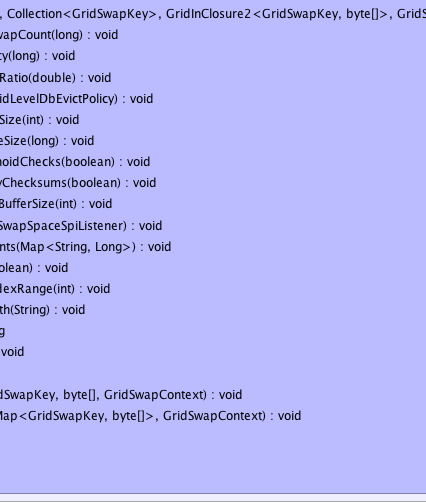 , Collection<GridSwapKey>, GridInClosure2<GridSwapKey, byte[]>, GridS
wapCount(long) : void
y(long) : void
Ratio(double) : void
idLevelDbEvictPolicy) : void
Size(int) : void
eSize(long) : void
noidChecks(boolean) : void
yChecksums(boolean) : void
BufferSize(int) : void
SwapSpaceSpiListener) : void
nts(Map<String, Long>) : void
olean) : void
dexRange(int) : void
th(String) : void
g
void
dSwapKey, byte[], GridSwapContext) : void
Map<GridSwapKey, byte[]>, GridSwapContext) : void